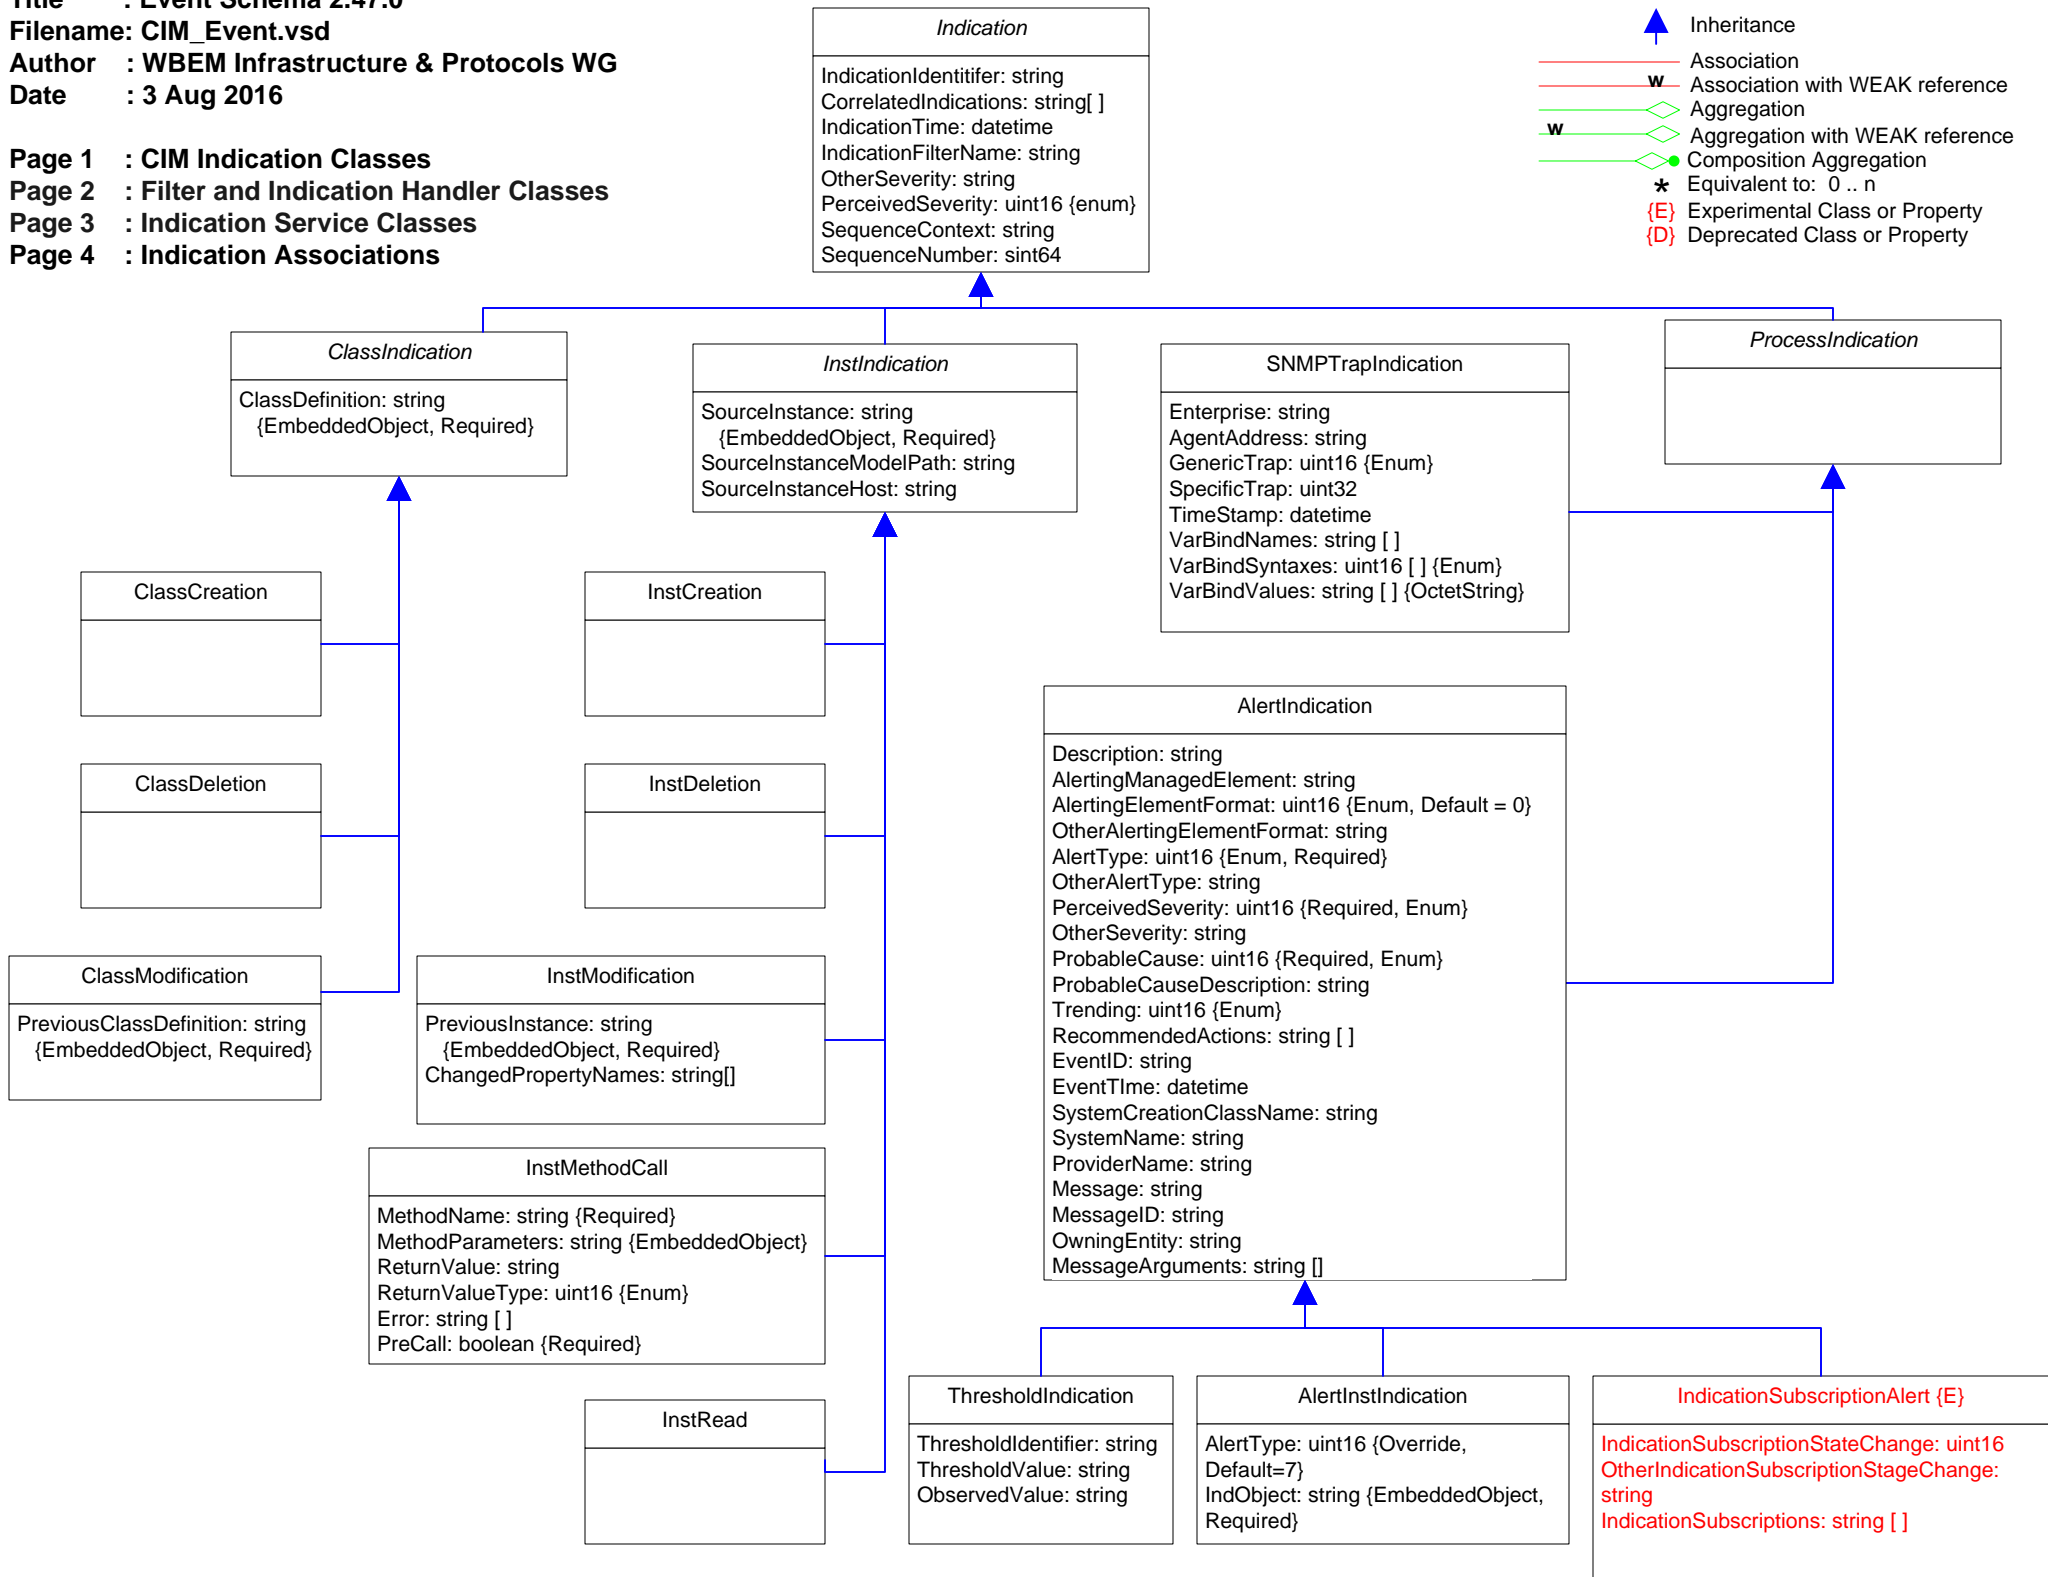 Title : Event Schema 2.47.0
Filename: CIM_Event.vsd
Author : WBEM Infrastructure & Protocols WG
Date : 3 Aug 2016
Page 1 : CIM Indication Classes
Page 2 : Filter and Indication Handler Classes
Page 3 : Indication Service Classes
Page 4 : Indication Associations
Indication
IndicationIdentitifer: string
CorrelatedIndications: string[ ]
IndicationTime: datetime
IndicationFilterName: string
OtherSeverity: string
PerceivedSeverity: uint16 {enum}
SequenceContext: string
SequenceNumber: sint64
Inheritance
Association
w
Association with WEAK reference
Aggregation
w
Aggregation with WEAK reference
Composition Aggregation
* Equivalent to: 0 .. n
{E} Experimental Class or Property
{D} Deprecated Class or Property
ClassIndication
ClassDefinition: string
{EmbeddedObject, Required}
InstIndication
SourceInstance: string
{EmbeddedObject, Required}
SourceInstanceModelPath: string
SourceInstanceHost: string
SNMPTrapIndication
Enterprise: string
AgentAddress: string
GenericTrap: uint16 {Enum}
SpecificTrap: uint32
TimeStamp: datetime
VarBindNames: string [ ]
VarBindSyntaxes: uint16 [ ] {Enum}
VarBindValues: string [ ] {OctetString}
ProcessIndication
ClassCreation
InstCreation
ClassDeletion
InstDeletion
ClassModification
PreviousClassDefinition: string
{EmbeddedObject, Required}
InstModification
PreviousInstance: string
{EmbeddedObject, Required}
ChangedPropertyNames: string[]
InstMethodCall
MethodName: string {Required}
MethodParameters: string {EmbeddedObject}
ReturnValue: string
ReturnValueType: uint16 {Enum}
Error: string [ ]
PreCall: boolean {Required}
InstRead
AlertIndication
Description: string
AlertingManagedElement: string
AlertingElementFormat: uint16 {Enum, Default = 0}
OtherAlertingElementFormat: string
AlertType: uint16 {Enum, Required}
OtherAlertType: string
PerceivedSeverity: uint16 {Required, Enum}
OtherSeverity: string
ProbableCause: uint16 {Required, Enum}
ProbableCauseDescription: string
Trending: uint16 {Enum}
RecommendedActions: string [ ]
EventID: string
EventTIme: datetime
SystemCreationClassName: string
SystemName: string
ProviderName: string
Message: string
MessageID: string
OwningEntity: string
MessageArguments: string []
ThresholdIndication
ThresholdIdentifier: string
ThresholdValue: string
ObservedValue: string
AlertInstIndication
AlertType: uint16 {Override,
Default=7}
IndObject: string {EmbeddedObject,
Required}
IndicationSubscriptionAlert {E}
IndicationSubscriptionStateChange: uint16
OtherIndicationSubscriptionStageChange:
string
IndicationSubscriptions: string [ ]